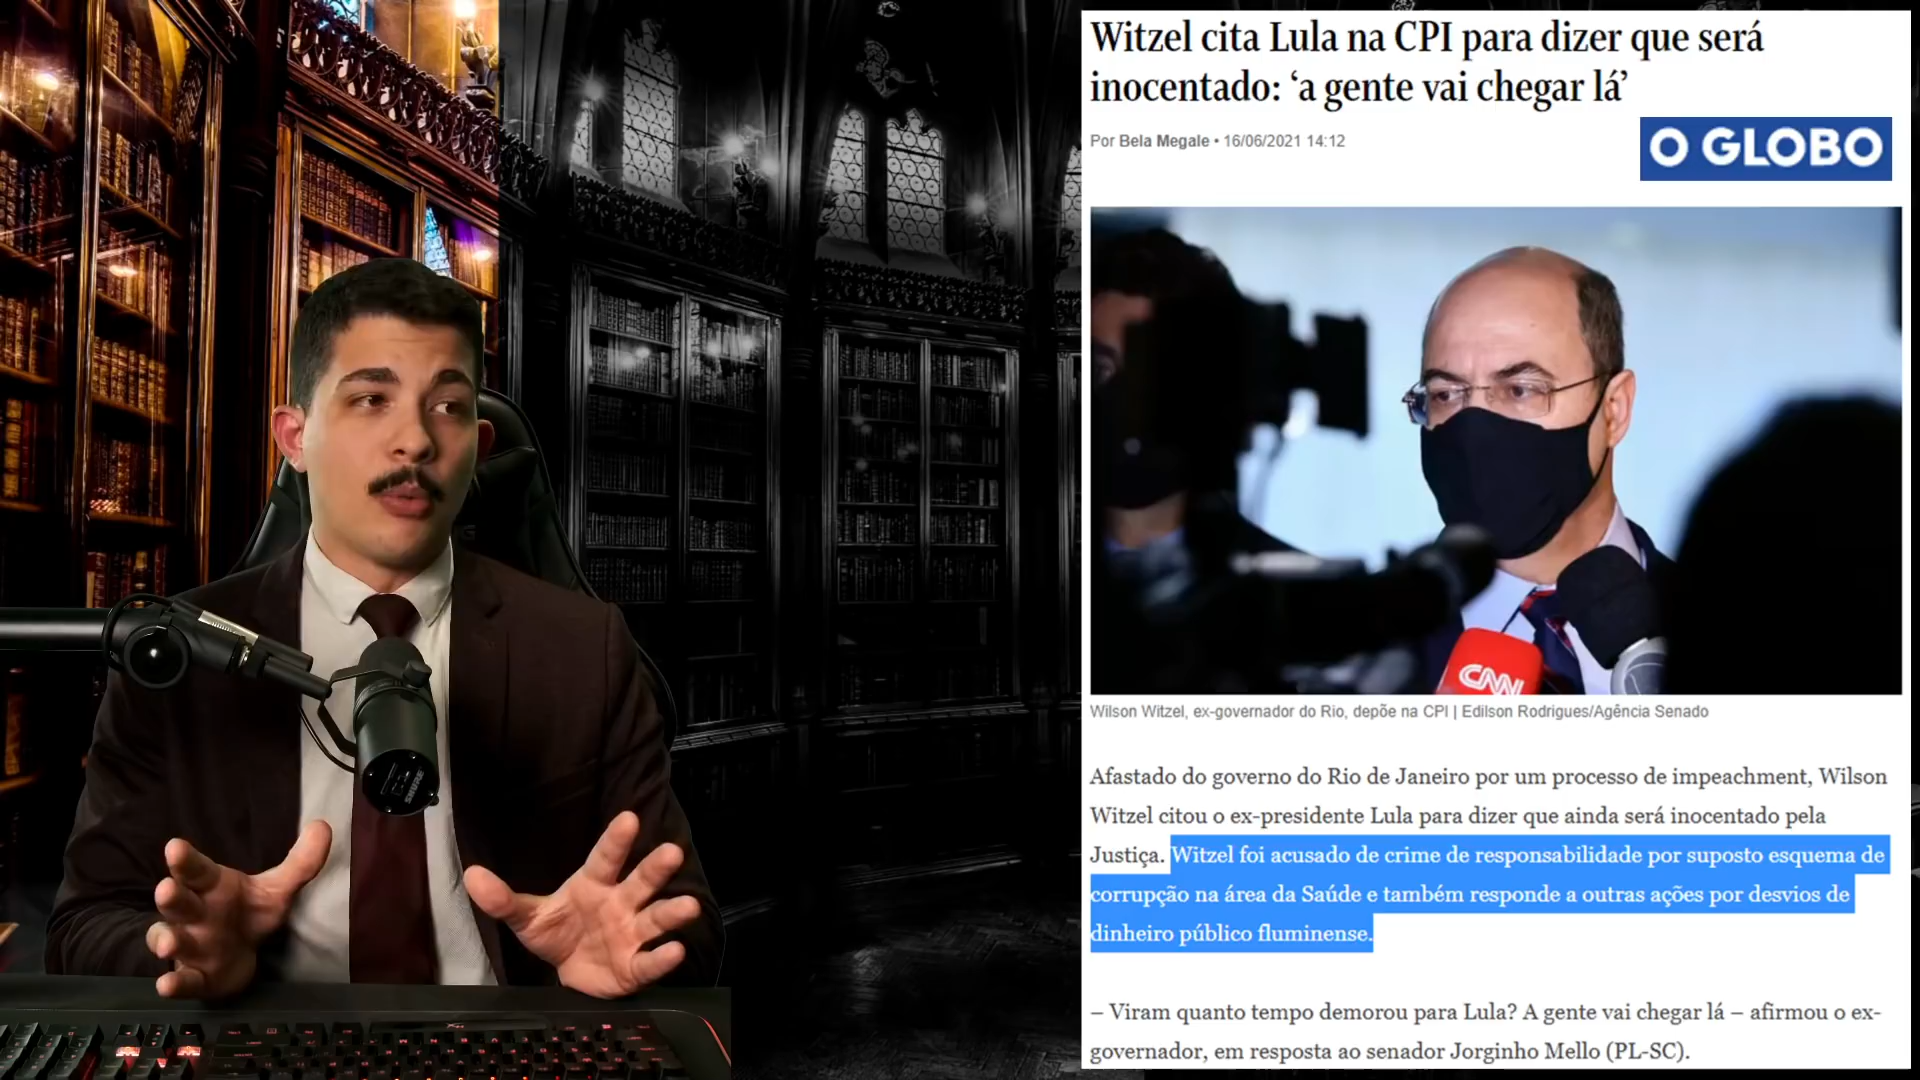 Witzel cita Lula na CPI para dizer que será
inocentado: ‘a gente vai chegar lá’
Por Bela Megale • 16/06/2021 14:12
O GLOBO
CNN
Wilson Witzel, ex-governador do Rio, depõe na CPI | Edilson Rodrigues/Agência Senado
Afastado do governo do Rio de Janeiro por um processo de impeachment, Wilson
Witzel citou o ex-presidente Lula para dizer que ainda será inocentado pela
Justiça. Witzel foi acusado de crime de responsabilidade por suposto esquema de
corrupção na área da Saúde e também responde a outras ações por desvios de
dinheiro público fluminense.
– Viram quanto tempo demorou para Lula? A gente vai chegar lá – afirmou o ex-
governador, em resposta ao senador Jorginho Mello (PL-SC).
SHURE